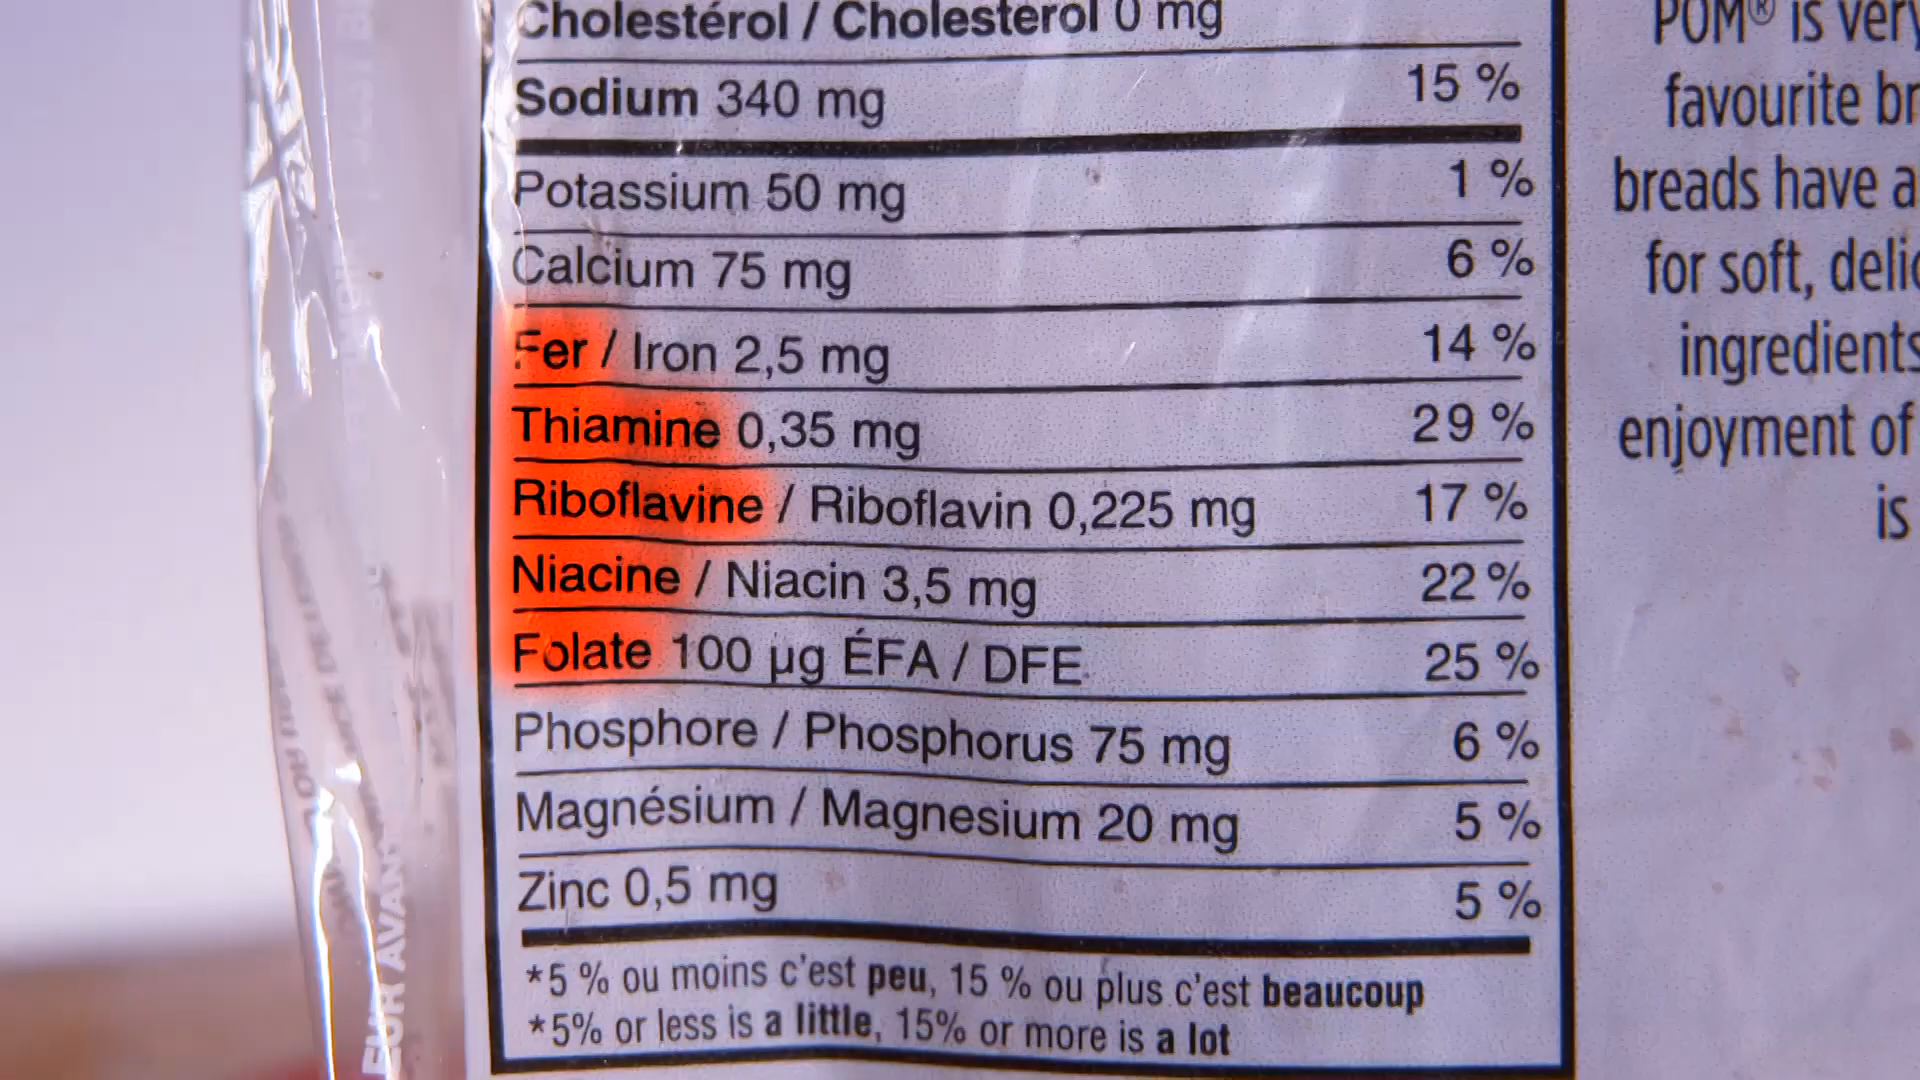 Cholestérol / Cholesterol 0 mg
Sodium 340 mg 15 %
Potassium 50 mg 1 %
Calcium 75 mg 6 %
Fer / Iron 2,5 mg 14 %
Thiamine 0,35 mg 29 %
Riboflavine / Riboflavin 0,225 mg 17 %
Niacine / Niacin 3,5 mg 22 %
Folate 100 µg ÉFA / DFE 25 %
Phosphore / Phosphorus 75 mg 6 %
Magnésium / Magnesium 20 mg 5 %
Zinc 0,5 mg 5 %
*5 % ou moins c'est peu, 15 % ou plus c'est beaucoup
*5% or less is a little, 15% or more is a lot
POM® is very
favourite
breads have
for soft,
ingredients
enjoyment of
is